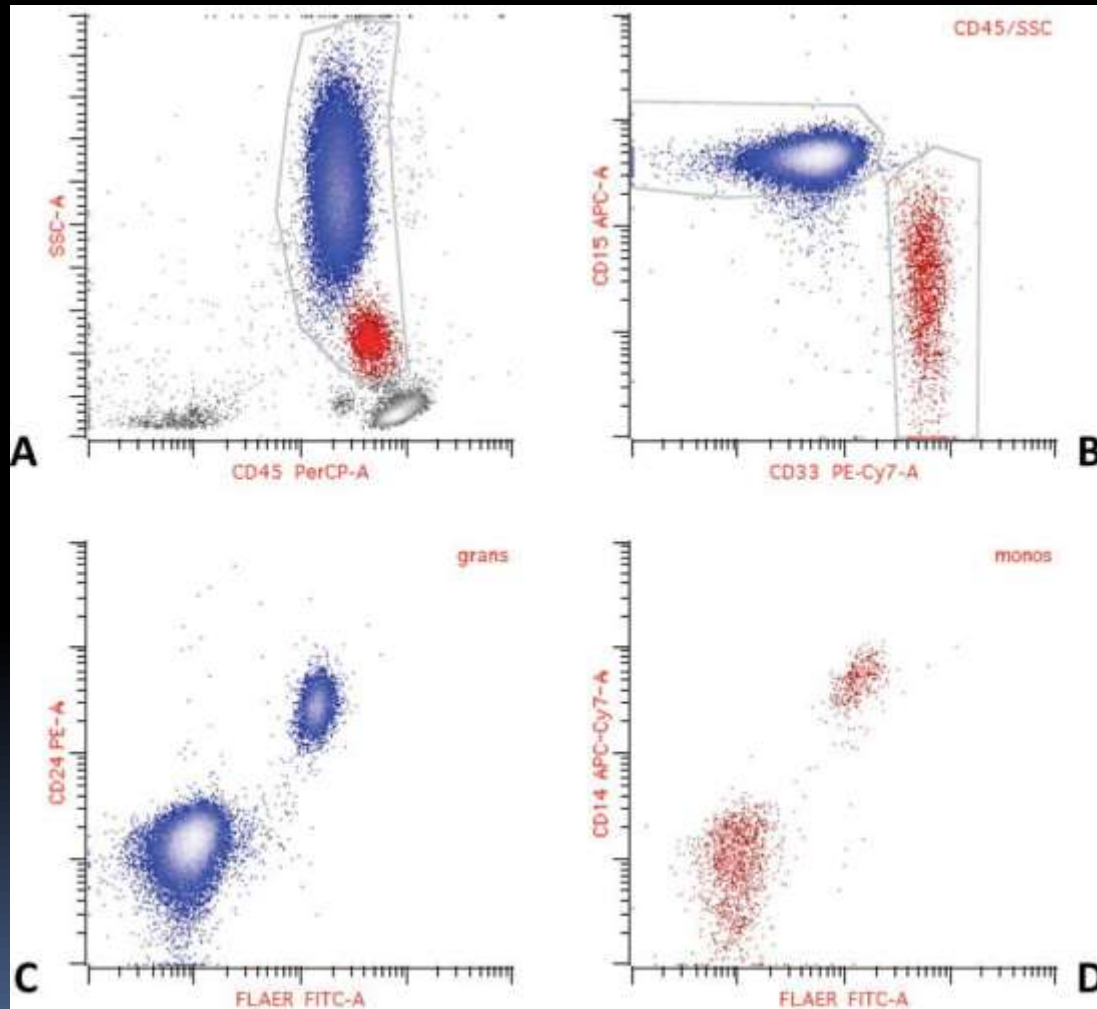 CD45/SSC
SSC-A
CD15 APC-A
A
B
CD45 PerCP-A
CD33 PE-Cy7-A
grans
monos
CD24 PE-A
CD14 APC-Cy7-A
C
D
FLAER FITC-A
FLAER FITC-A